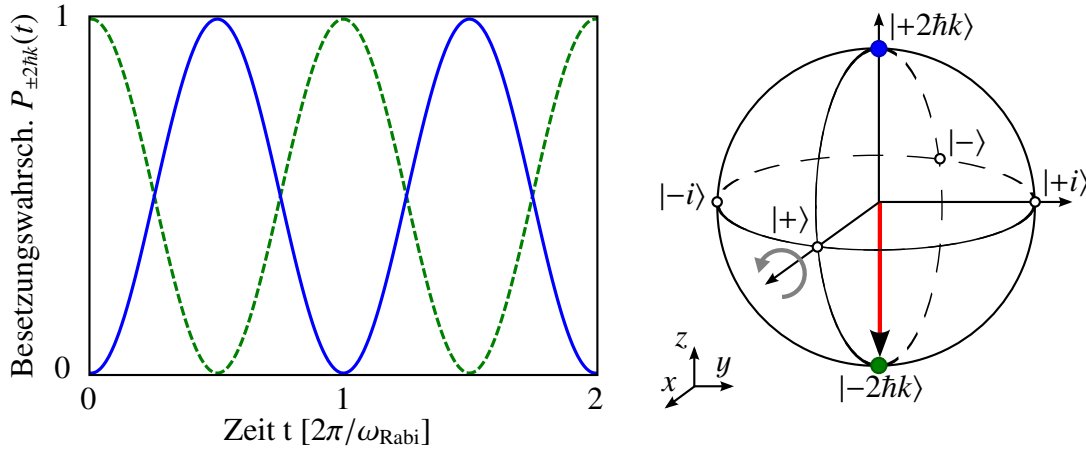 Besetzungswahrsch. P±2ħk(t)
1
0
0
1
2
Zeit t [2π/ωRabi]
|+2ħk⟩
|−⟩
|−i⟩
|+i⟩
|+⟩
z
y
x
|−2ħk⟩